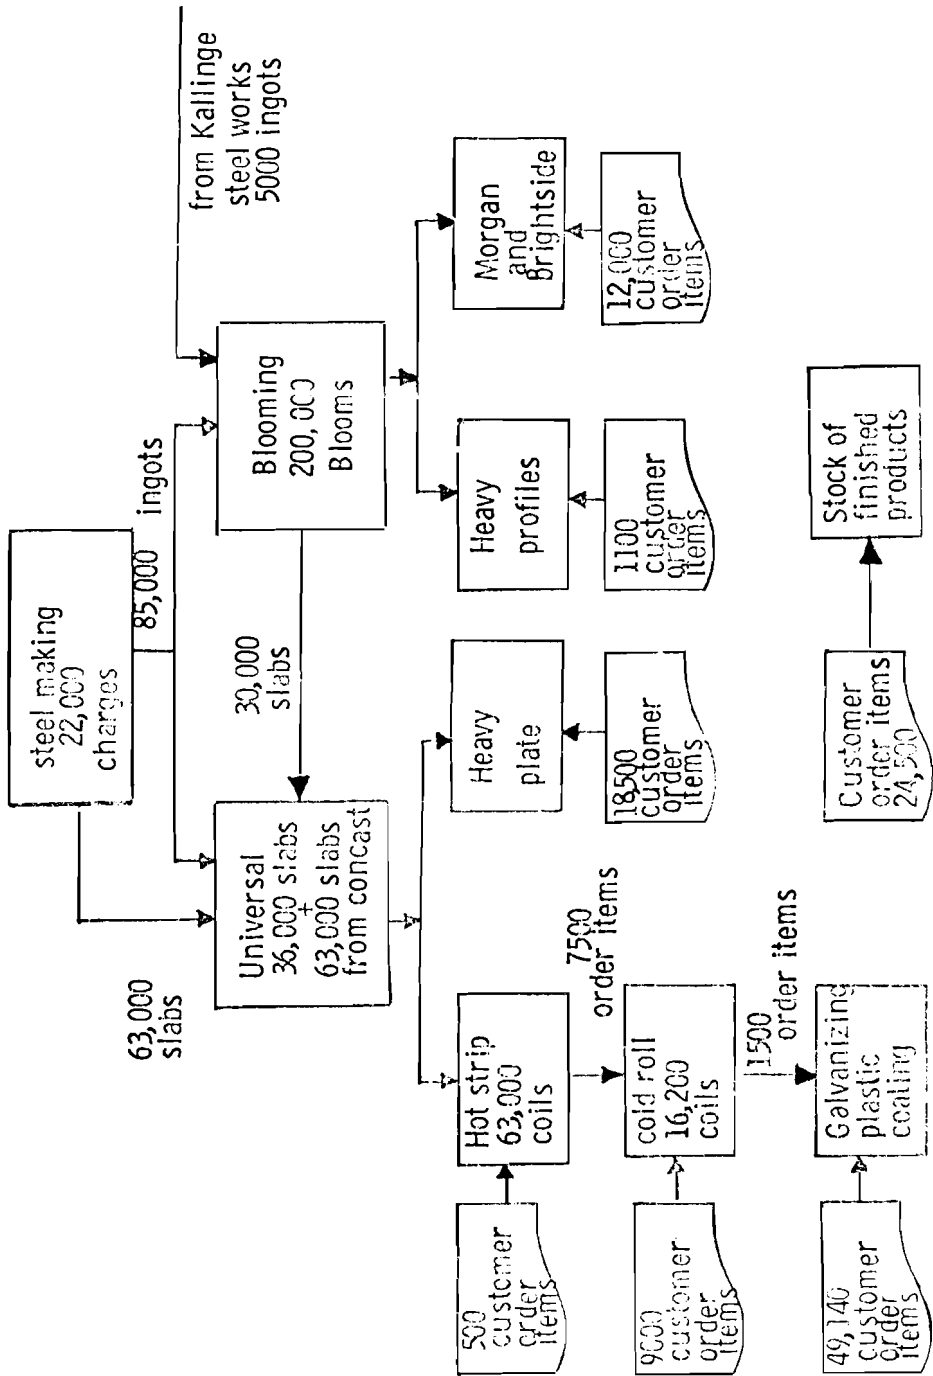 steel making
22,000
charges
63,000
slabs
85,000 ingots
from Kallinge
steel works
5000 ingots
Universal
36,000 slabs
+
63,000 slabs
from concast
30,000
slabs
Blooming
200,000
Blooms
500
customer
order
items
Hot strip
63,000
coils
Heavy
plate
Heavy
profiles
Morgan
and
Brightside
7500
order items
18,500
customer
order
items
1100
customer
order
items
12,000
customer
order
items
9000
customer
order
items
cold roll
16,200
coils
1500
order items
49,140
customer
order
items
Galvanizing
plastic
coating
Customer
order items
24,500
Stock of
finished
products